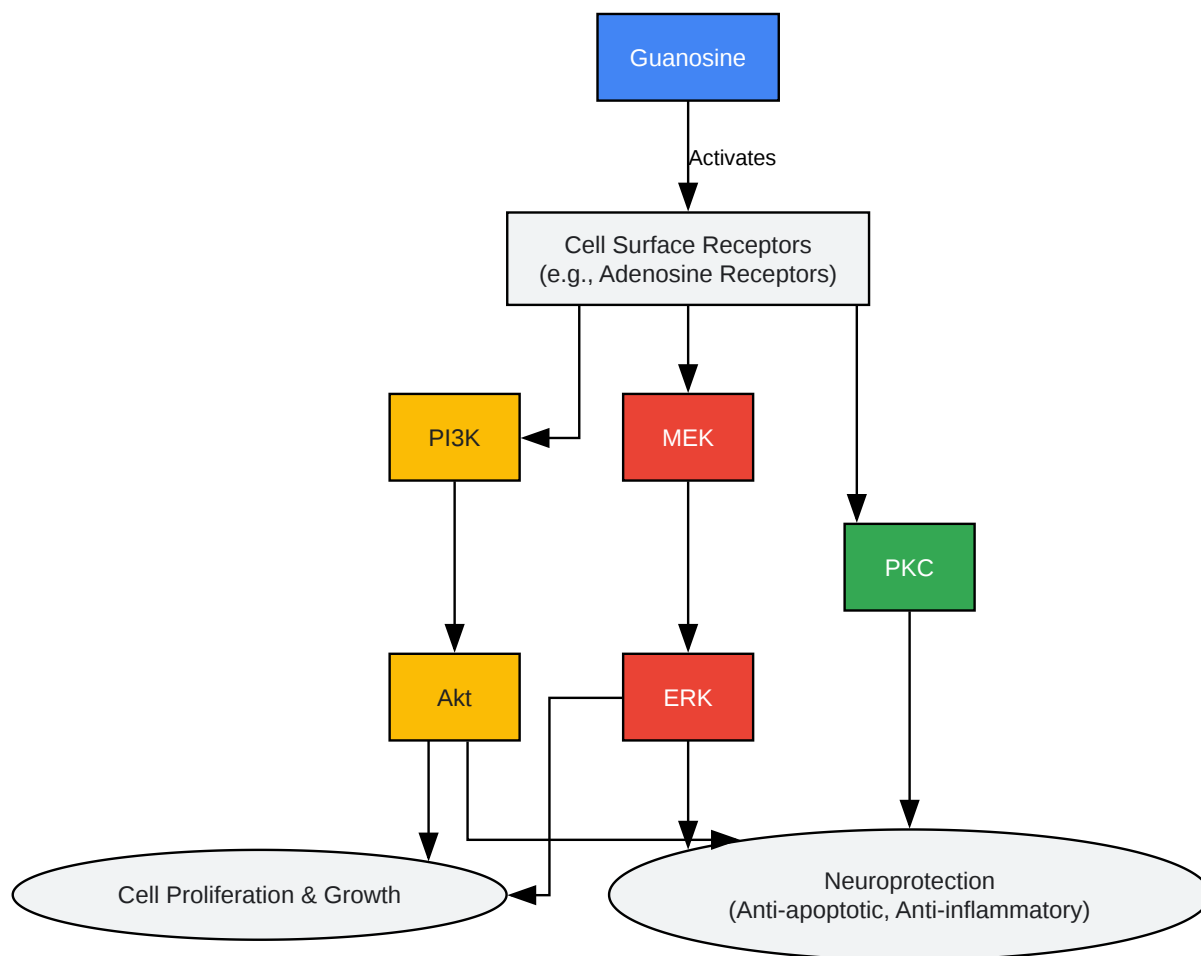 Guanosine
Activates
Cell Surface Receptors
(e.g., Adenosine Receptors)
PI3K
MEK
PKC
Akt
ERK
Cell Proliferation & Growth
Neuroprotection
(Anti-apoptotic, Anti-inflammatory)